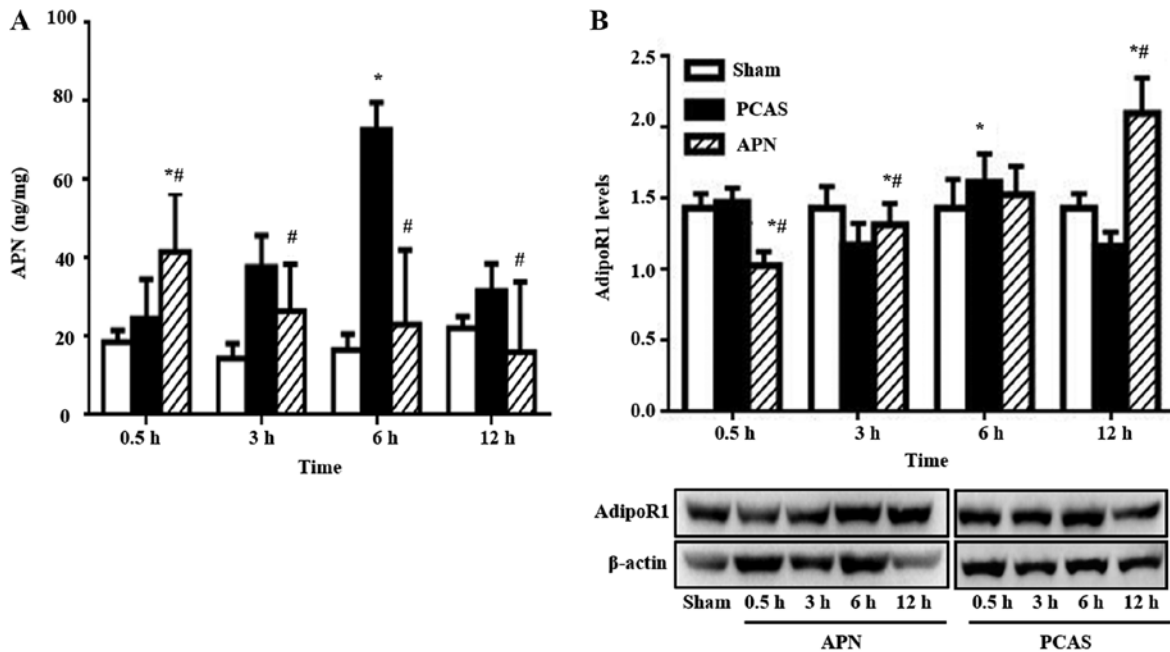 A
100
80
60
40
20
0
APN (ng/mg)
*#
#
*
#
#
0.5 h 3 h 6 h 12 h
Time
B
2.5
2.0
1.5
1.0
0.5
0.0
AdipoR1 levels
Sham
PCAS
APN
*#
*#
*
*#
0.5 h 3 h 6 h 12 h
Time
AdipoR1
β-actin
Sham 0.5 h 3 h 6 h 12 h 0.5 h 3 h 6 h 12 h
APN PCAS